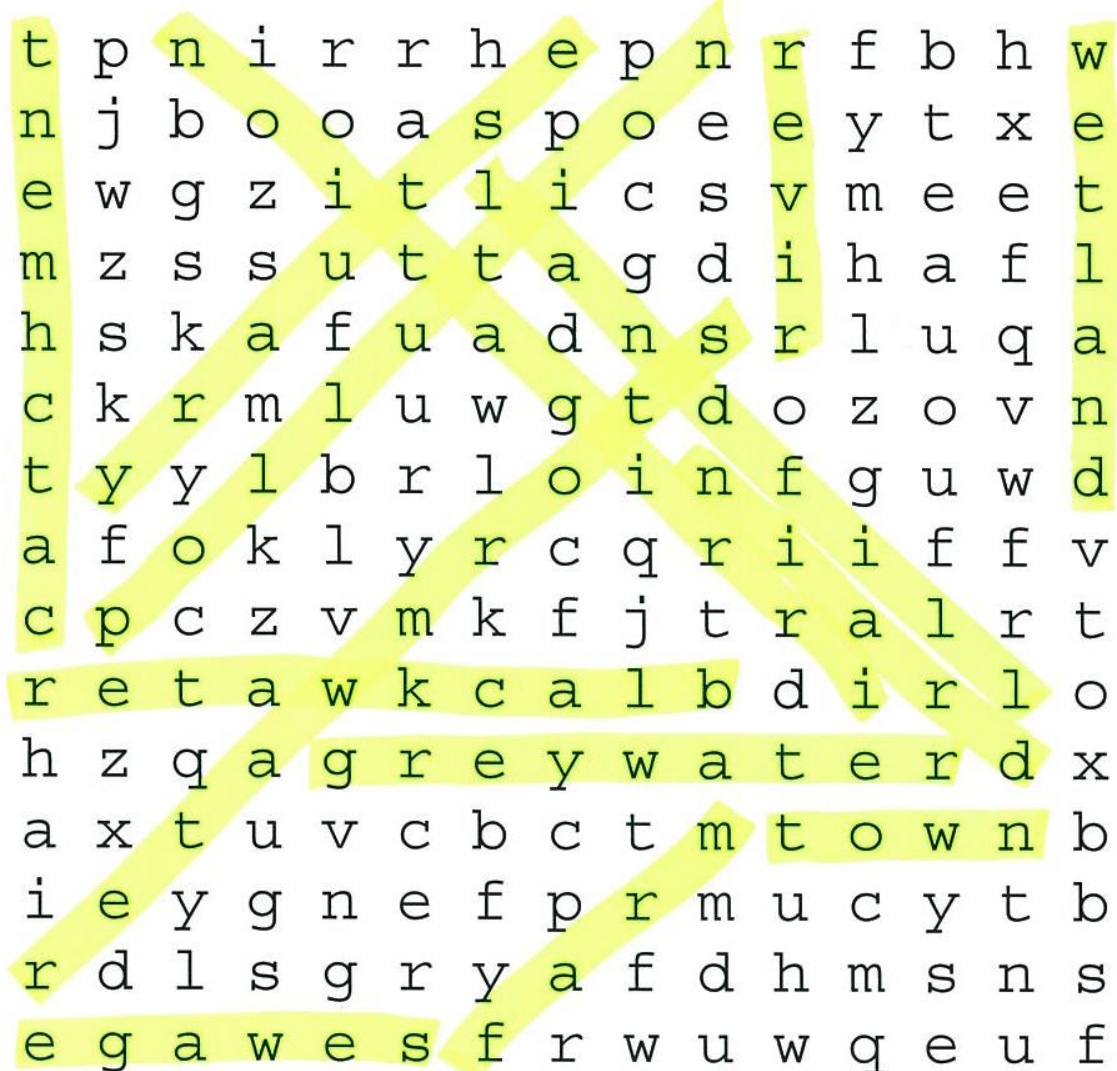 t p n i r r h e p n r f b h w
n j b o o a s p o e e y t x e
e w g z i t l i c s v m e e t
m z s s u t t a g d i h a f l
h s k a f u a d n s r l u q a
c k r m l u w g t d o z o v n
t y y l b r l o i n f g u w d
a f o k l y r c q r i i f f v
c p c z v m k f j t r a l r t
r e t a w k c a l b d i r l o
h z q a g r e y w a t e r d x
a x t u v c b c t m t o w n b
i e y g n e f p r m u c y t b
r d l s g r y a f d h m s n s
e g a w e s f r w u w q e u f